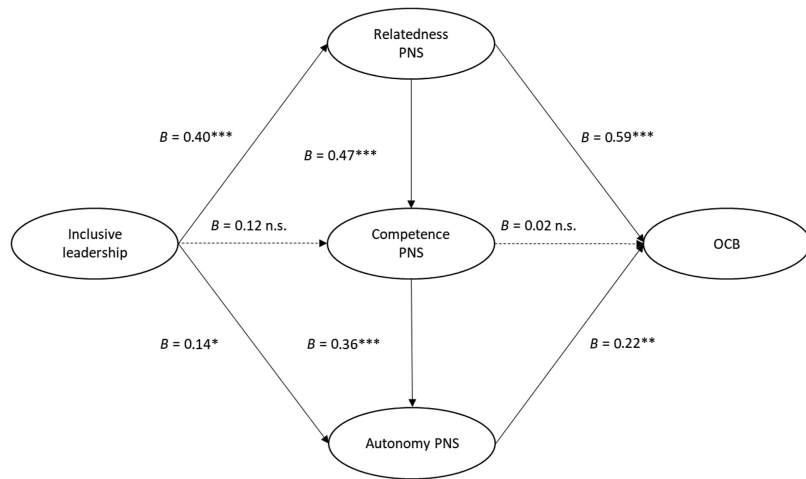 Relatedness
PNS
B = 0.40***
B = 0.47***
B = 0.59***
Inclusive
leadership
B = 0.12 n.s.
Competence
PNS
B = 0.02 n.s.
OCB
B = 0.14*
B = 0.36***
B = 0.22**
Autonomy PNS